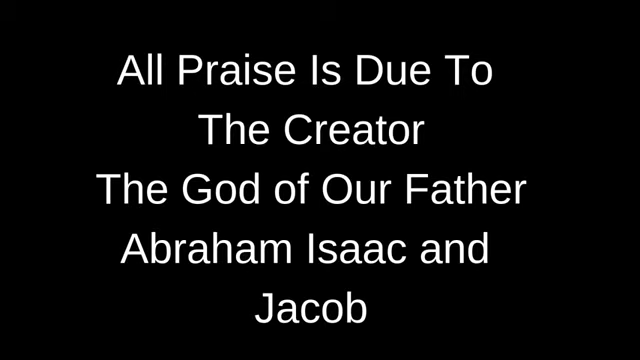 All Praise Is Due To
The Creator
The God of Our Father
Abraham Isaac and
Jacob